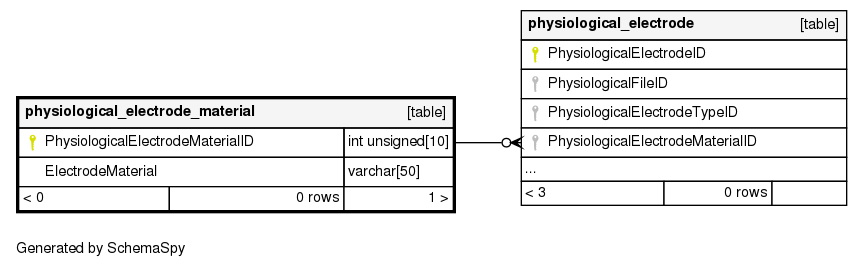 physiological_electrode [table]
PhysiologicalElectrodeID
PhysiologicalFileID
PhysiologicalElectrodeTypeID
PhysiologicalElectrodeMaterialID
...
< 3 0 rows
physiological_electrode_material [table]
PhysiologicalElectrodeMaterialID int unsigned[10]
ElectrodeMaterial varchar[50]
< 0 0 rows 1 >
Generated by SchemaSpy